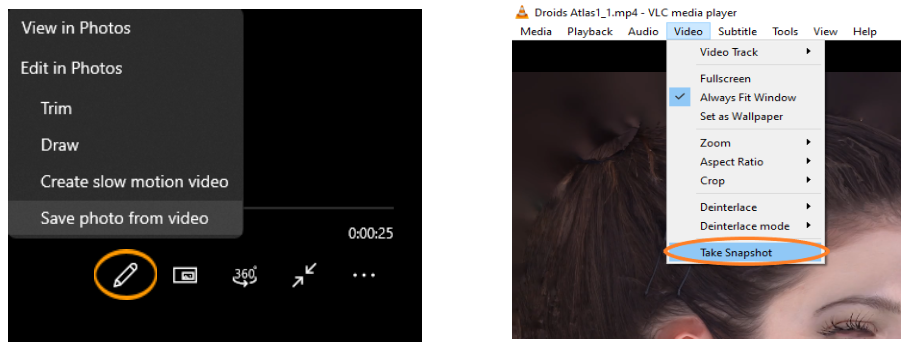 View in Photos
Edit in Photos
Trim
Draw
Create slow motion video
Save photo from video
0:00:25
360°
Droids Atlas1_1.mp4 - VLC media player
Media Playback Audio Video Subtitle Tools View Help
Video Track
Fullscreen
Always Fit Window
Set as Wallpaper
Zoom
Aspect Ratio
Crop
Deinterlace
Deinterlace mode
Take Snapshot